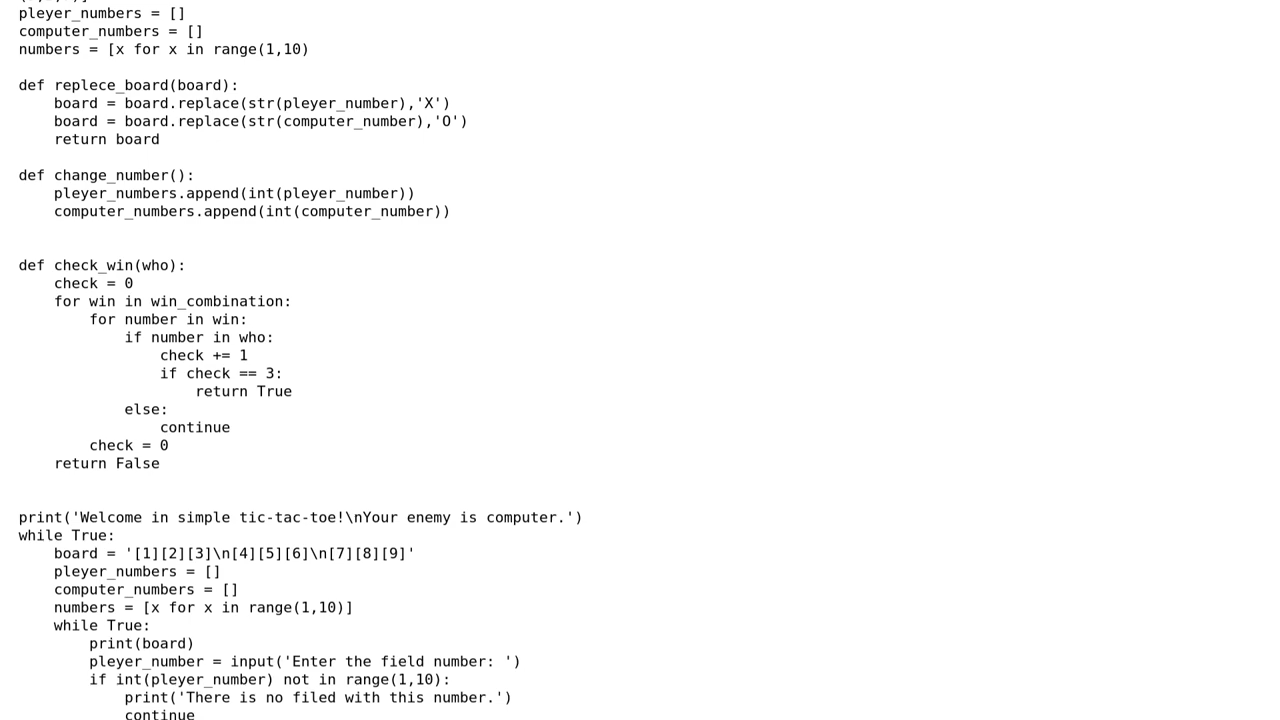 pleyer_numbers = []
computer_numbers = []
numbers = [x for x in range(1,10)

def replece_board(board):
    board = board.replace(str(pleyer_number),'X')
    board = board.replace(str(computer_number),'O')
    return board

def change_number():
    pleyer_numbers.append(int(pleyer_number))
    computer_numbers.append(int(computer_number))


def check_win(who):
    check = 0
    for win in win_combination:
        for number in win:
            if number in who:
                check += 1
                if check == 3:
                    return True
            else:
                continue
        check = 0
    return False


print('Welcome in simple tic-tac-toe!\nYour enemy is computer.')
while True:
    board = '[1][2][3]\n[4][5][6]\n[7][8][9]'
    pleyer_numbers = []
    computer_numbers = []
    numbers = [x for x in range(1,10)]
    while True:
        print(board)
        pleyer_number = input('Enter the field number: ')
        if int(pleyer_number) not in range(1,10):
            print('There is no filed with this number.')
            continue